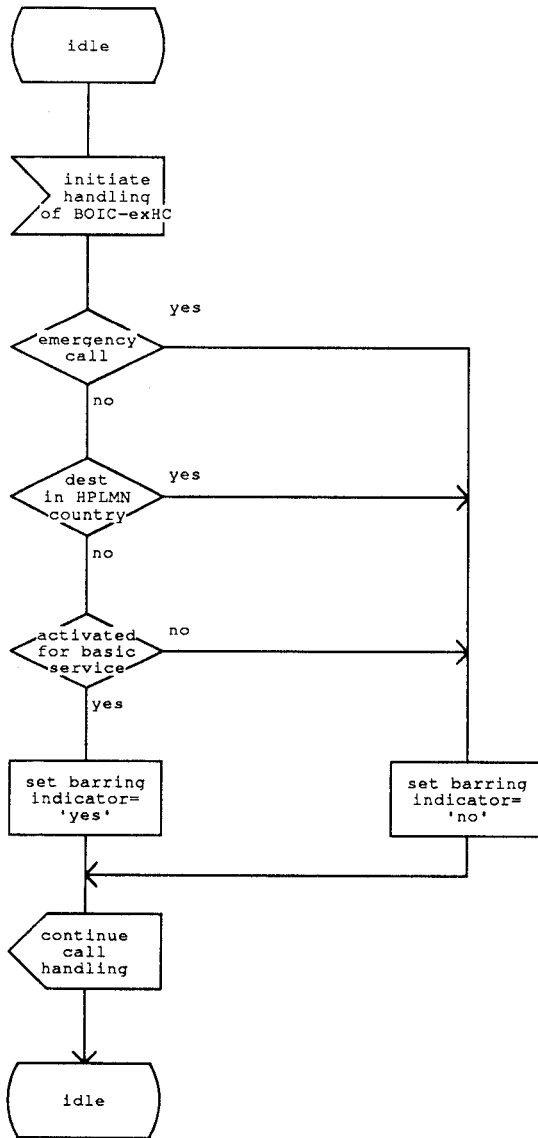 idle
initiate
handling
of BOIC-exHC
yes
emergency
call
no
dest
in HPLMN
country
yes
no
activated
for basic
service
no
yes
set barring
indicator=
'yes'
set barring
indicator=
'no'
continue
call
handling
idle